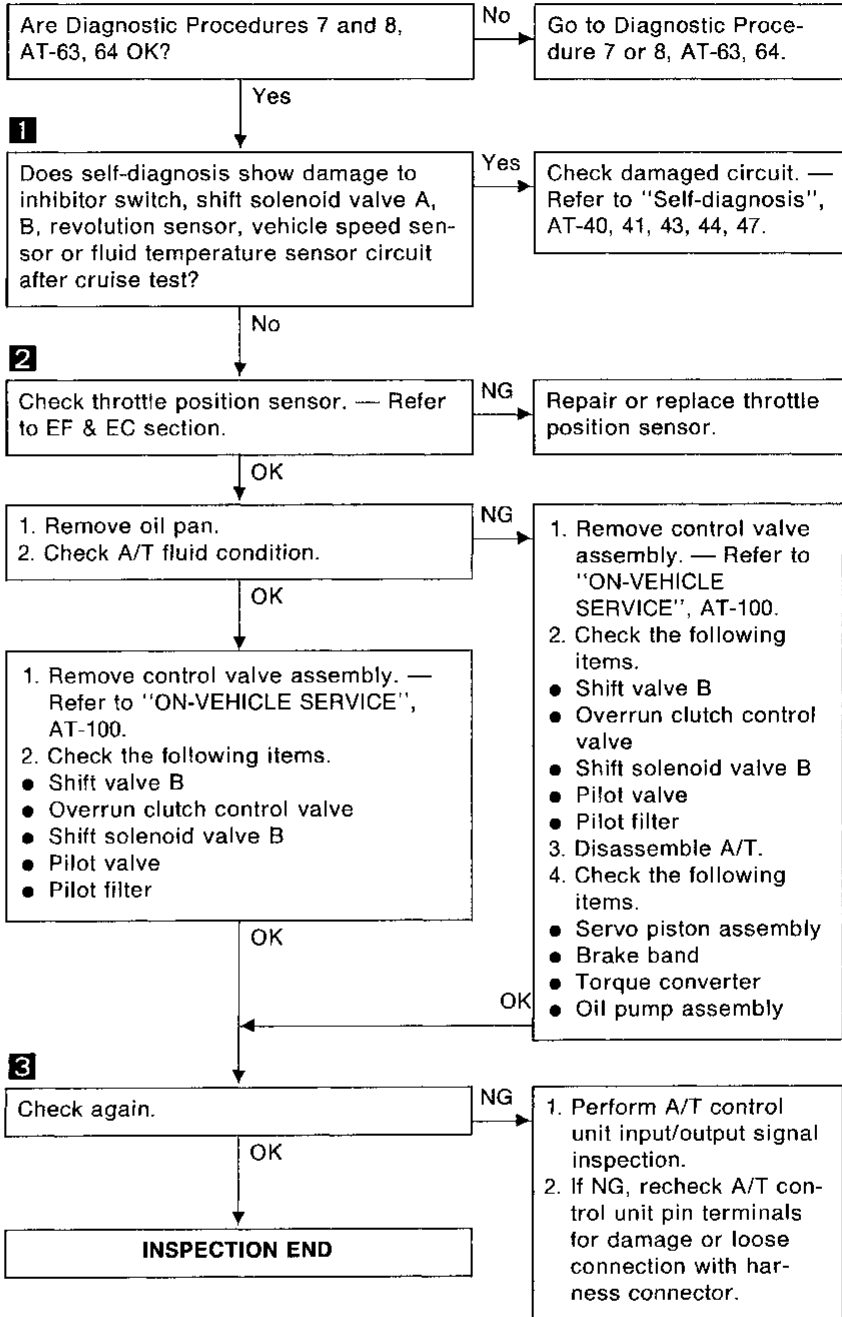 Are Diagnostic Procedures 7 and 8,
AT-63, 64 OK?
No
Go to Diagnostic Proce-
dure 7 or 8, AT-63, 64.
Yes
1
Does self-diagnosis show damage to
inhibitor switch, shift solenoid valve A,
B, revolution sensor, vehicle speed sen-
sor or fluid temperature sensor circuit
after cruise test?
Yes
Check damaged circuit. —
Refer to "Self-diagnosis",
AT-40, 41, 43, 44, 47.
No
2
Check throttle position sensor. — Refer
to EF & EC section.
NG
Repair or replace throttle
position sensor.
OK
1. Remove oil pan.
2. Check A/T fluid condition.
NG
1. Remove control valve
assembly. — Refer to
"ON-VEHICLE
SERVICE", AT-100.
2. Check the following
items.
● Shift valve B
● Overrun clutch control
valve
● Shift solenoid valve B
● Pilot valve
● Pilot filter
3. Disassemble A/T.
4. Check the following
items.
● Servo piston assembly
● Brake band
● Torque converter
● Oil pump assembly
OK
OK
1. Remove control valve assembly. —
Refer to "ON-VEHICLE SERVICE",
AT-100.
2. Check the following items.
● Shift valve B
● Overrun clutch control valve
● Shift solenoid valve B
● Pilot valve
● Pilot filter
OK
3
Check again.
NG
1. Perform A/T control
unit input/output signal
inspection.
2. If NG, recheck A/T con-
trol unit pin terminals
for damage or loose
connection with har-
ness connector.
OK
INSPECTION END